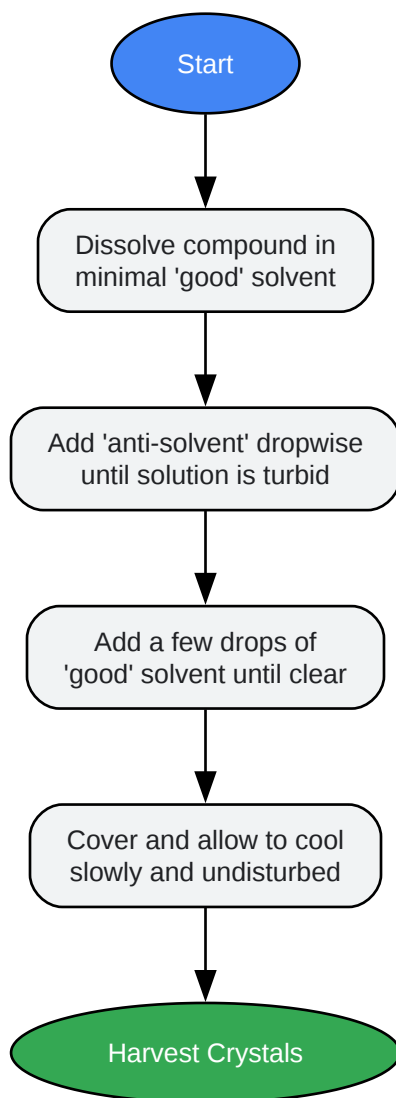 Start
Dissolve compound in
minimal 'good' solvent
Add 'anti-solvent' dropwise
until solution is turbid
Add a few drops of
'good' solvent until clear
Cover and allow to cool
slowly and undisturbed
Harvest Crystals